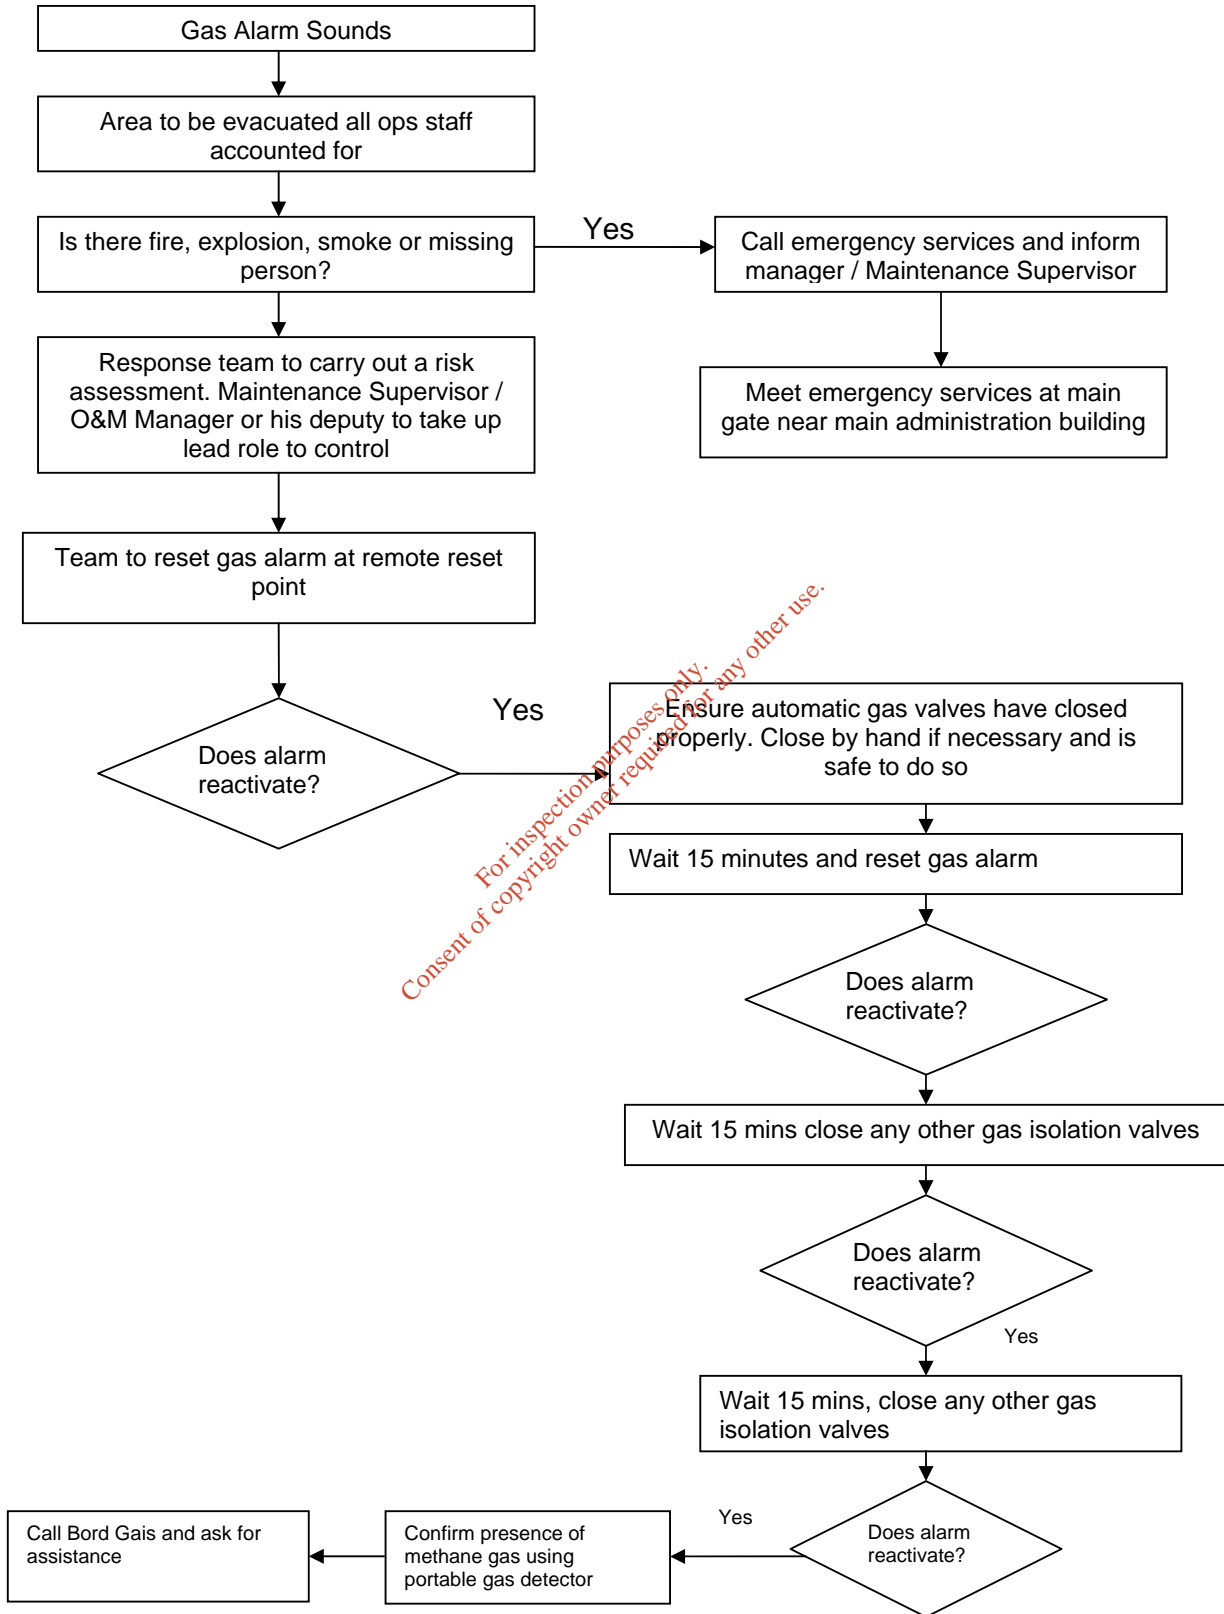 Gas Alarm Sounds
Area to be evacuated all ops staff
accounted for
Is there fire, explosion, smoke or missing
person?
Yes
Call emergency services and inform
manager / Maintenance Supervisor
Response team to carry out a risk
assessment. Maintenance Supervisor /
O&M Manager or his deputy to take up
lead role to control
Meet emergency services at main
gate near main administration building
Team to reset gas alarm at remote reset
point
Does alarm
reactivate?
Yes
Ensure automatic gas valves have closed
properly. Close by hand if necessary and is
safe to do so
For inspection purposes only.
Consent of copyright owner required for any other use.
Wait 15 minutes and reset gas alarm
Does alarm
reactivate?
Wait 15 mins close any other gas isolation valves
Does alarm
reactivate?
Yes
Wait 15 mins, close any other gas
isolation valves
Does alarm
reactivate?
Yes
Confirm presence of
methane gas using
portable gas detector
Call Bord Gais and ask for
assistance